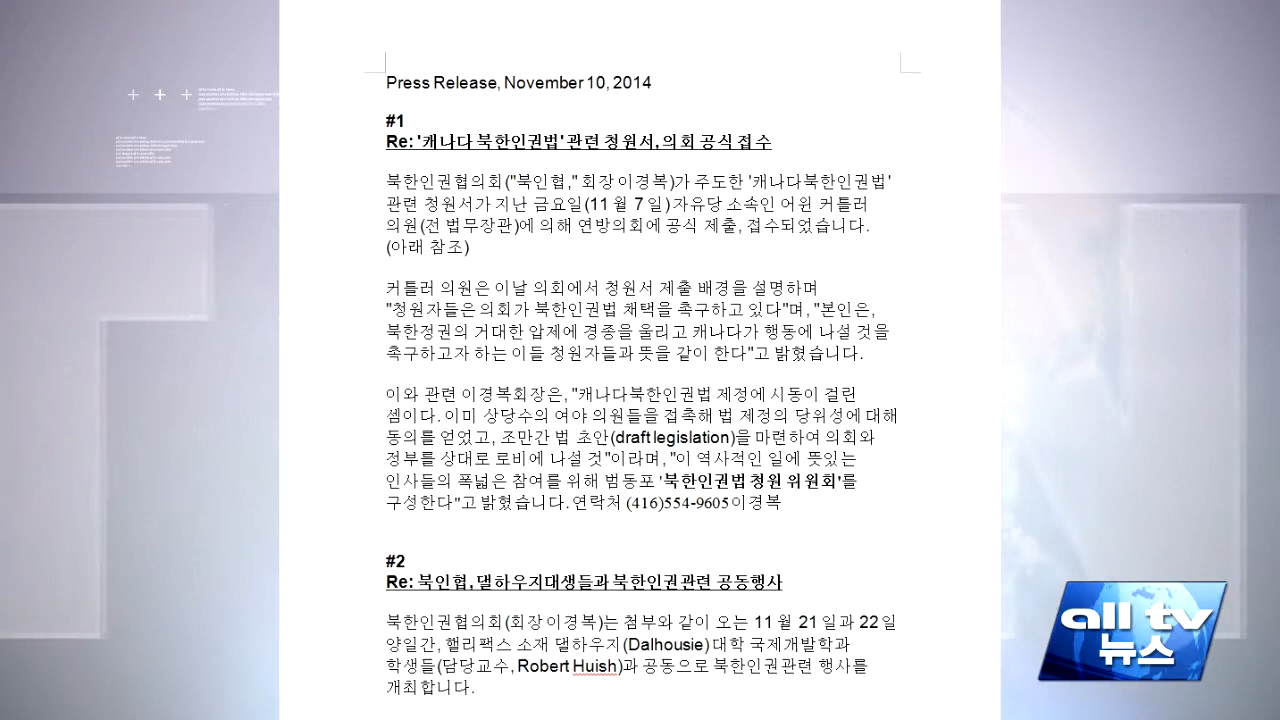 Press Release, November 10, 2014
#1
Re: '캐나다 북한인권법' 관련 청원서, 의회 공식 접수
북한인권협의회("북인협," 회장 이경복)가 주도한 '캐나다북한인권법'
관련 청원서가 지난 금요일(11 월 7 일) 자유당 소속인 어윈 커틀러
의원(전 법무장관)에 의해 연방의회에 공식 제출, 접수되었습니다.
(아래 참조)
커틀러 의원은 이날 의회에서 청원서 제출 배경을 설명하며
"청원자들은 의회가 북한인권법 채택을 촉구하고 있다"며, "본인은,
북한정권의 거대한 압제에 경종을 울리고 캐나다가 행동에 나설 것을
촉구하고자 하는 이들 청원자들과 뜻을 같이 한다"고 밝혔습니다.
이와 관련 이경복회장은, "캐나다북한인권법 제정에 시동이 걸린
셈이다. 이미 상당수의 여야 의원들을 접촉해 법 제정의 당위성에 대해
동의를 얻었고, 조만간 법 초안(draft legislation)을 마련하여 의회와
정부를 상대로 로비에 나설 것"이라며, "이 역사적인 일에 뜻있는
인사들의 폭넓은 참여를 위해 범동포 '북한인권법 청원 위원회'를
구성한다"고 밝혔습니다. 연락처 (416)554-9605 이경복
#2
Re: 북인협, 댈하우지대생들과 북한인권관련 공동행사
북한인권협의회(회장 이경복)는 첨부와 같이 오는 11 월 21 일과 22 일
양일간, 핼리팩스 소재 댈하우지(Dalhousie) 대학 국제개발학과
학생들(담당교수, Robert Huish)과 공동으로 북한인권관련 행사를
개최합니다.
all tv
뉴스